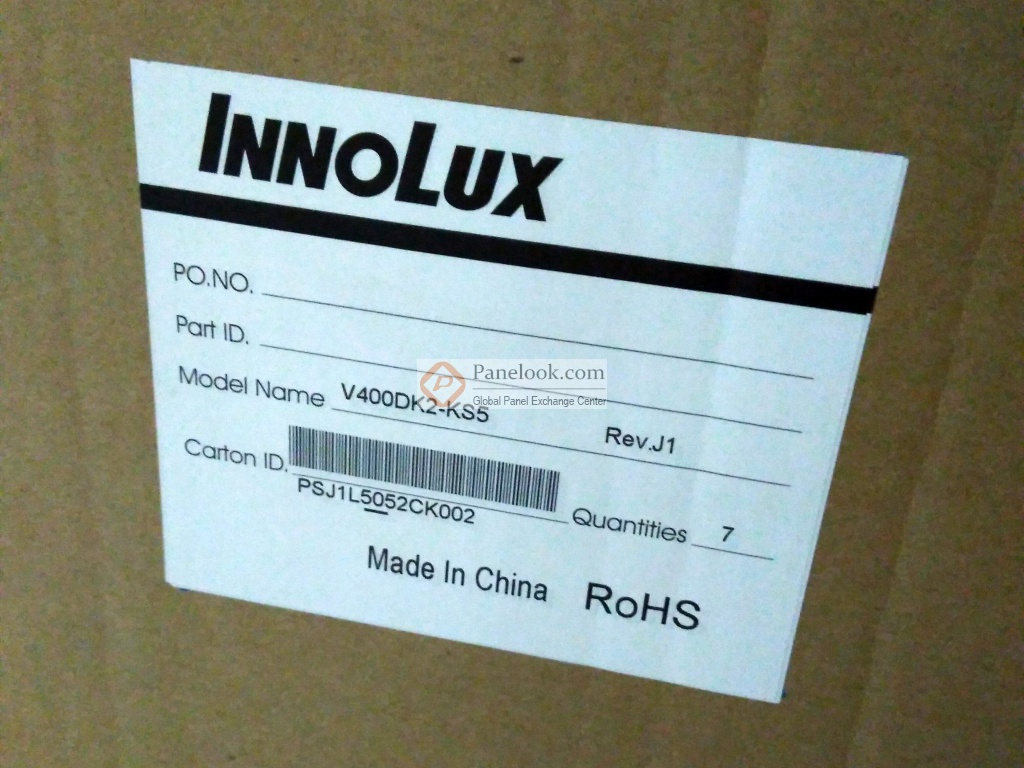 INNOLUX
PO.NO.
Part ID.
Panelook.com
Global Panel Exchange Center
Model Name V400DK2-KS5 Rev.J1
Carton ID.
PSJ1L5052CK002
Quantities 7
Made In China RoHS